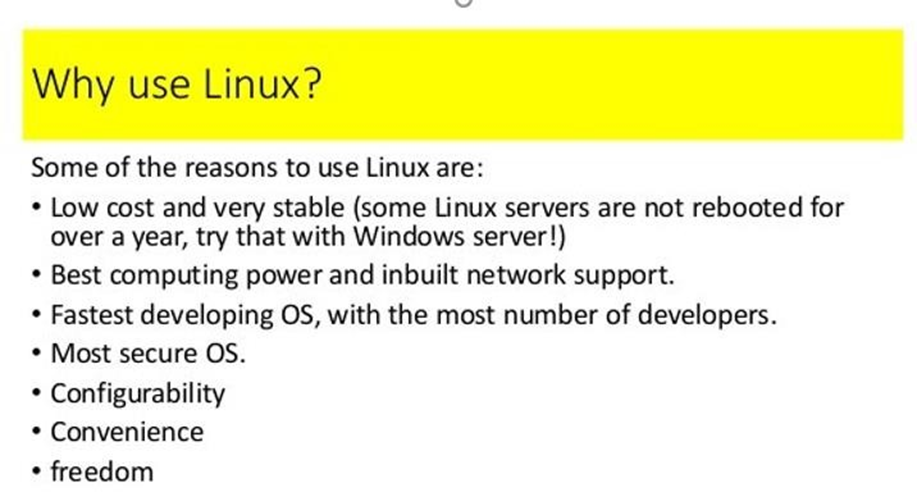 Why use Linux?
Some of the reasons to use Linux are:
• Low cost and very stable (some Linux servers are not rebooted for
over a year, try that with Windows server!)
• Best computing power and inbuilt network support.
• Fastest developing OS, with the most number of developers.
• Most secure OS.
• Configurability
• Convenience
• freedom